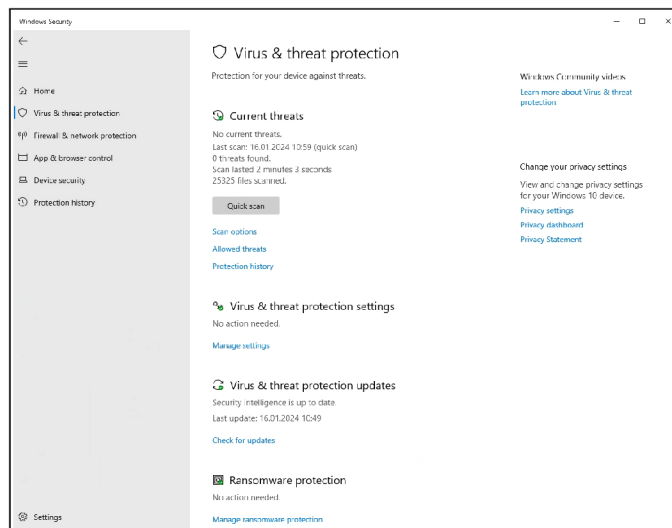 Windows Security
Home
Virus & threat protection
Firewall & network protection
App & browser control
Device security
Protection history
Settings
Virus & threat protection
Protection for your device against threats.
Current threats
No current threats.
Last scan: 16.01.2024 10:59 (quick scan)
0 threats found.
Scan lasted 2 minutes 3 seconds
25325 files scanned.
Quick scan
Scan options
Allowed threats
Protection history
Virus & threat protection settings
No action needed.
Manage settings
Virus & threat protection updates
Security intelligence is up to date.
Last update: 16.01.2024 10:49
Check for updates
Ransomware protection
No action needed.
Manage ransomware protection
Windows Community videos
Learn more about Virus & threat
protection
Change your privacy settings
View and change privacy settings
for your Windows 10 device.
Privacy settings
Privacy dashboard
Privacy Statement